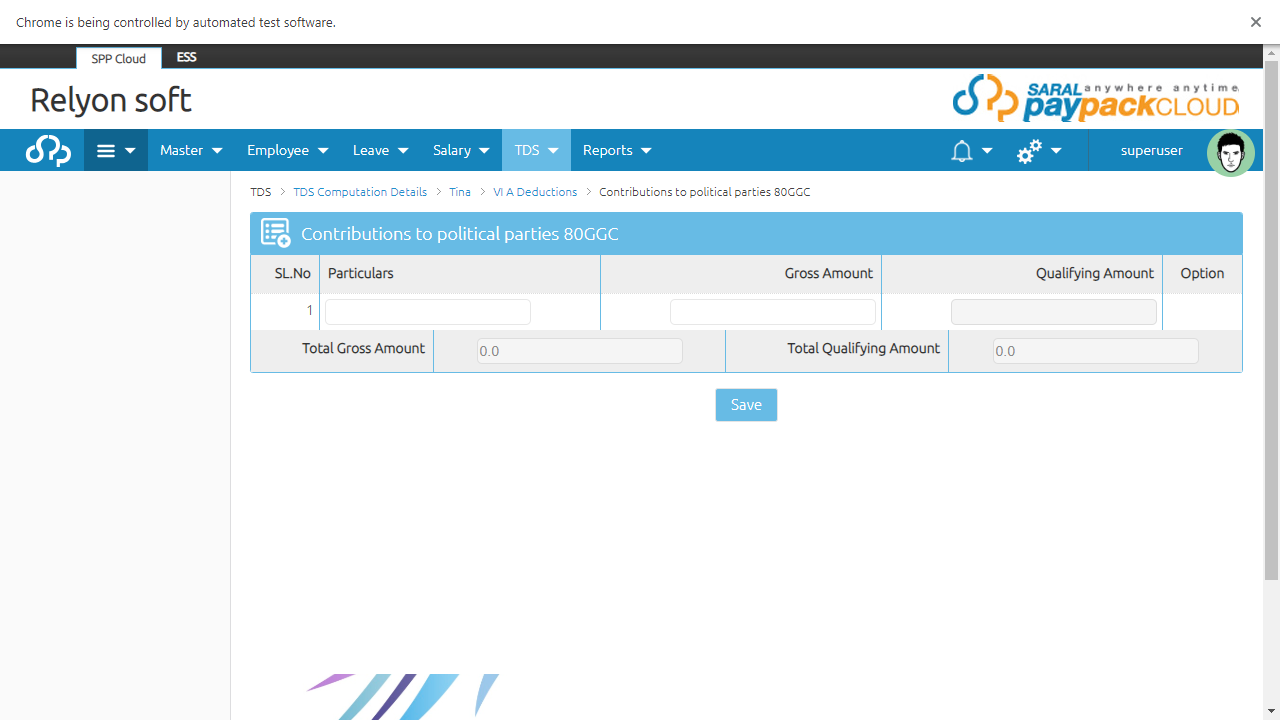 Chrome is being controlled by automated test software.
SPP Cloud ESS
Relyon soft
SARAL anywhere anytime
paypackCLOUD
Master Employee Leave Salary TDS Reports superuser
TDS TDS Computation Details Tina VI A Deductions Contributions to political parties 80GGC
Contributions to political parties 80GGC
SL.No Particulars Gross Amount Qualifying Amount Option
1
Total Gross Amount 0.0 Total Qualifying Amount 0.0
Save